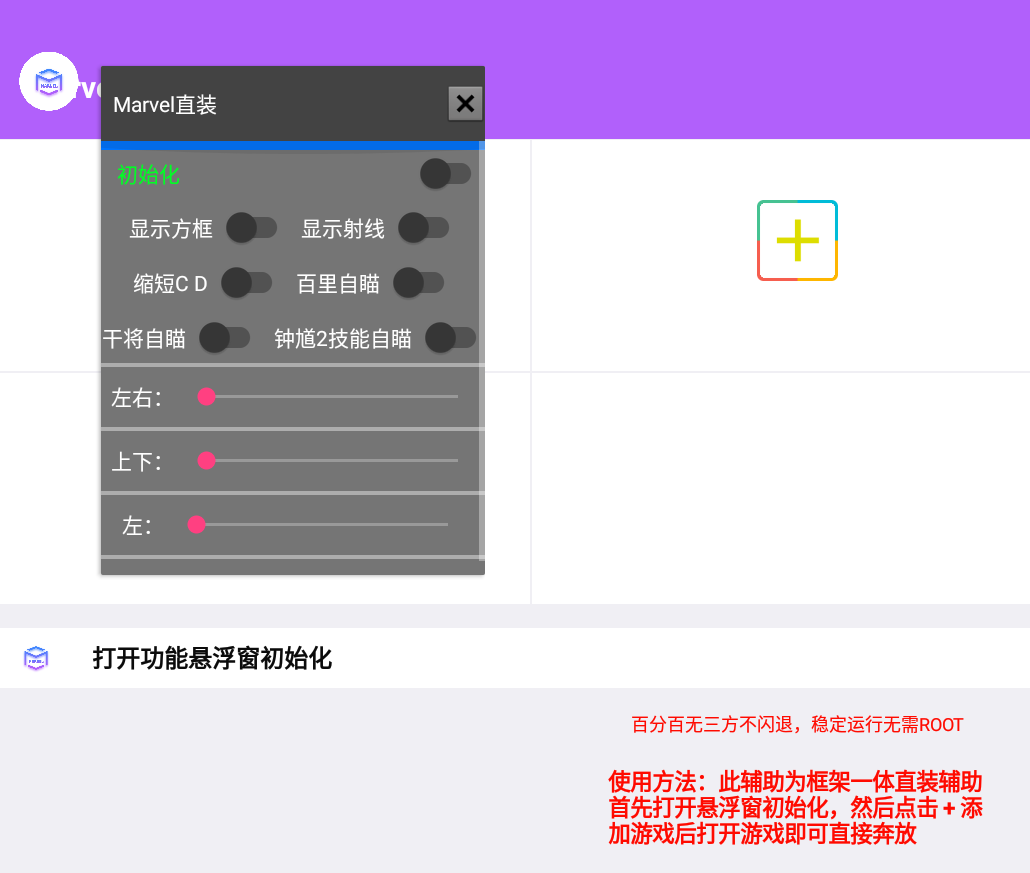 Marvel直装
初始化
显示方框 显示射线
缩短C D 百里自瞄
干将自瞄 钟馗2技能自瞄
左右：
上下：
左：
打开功能悬浮窗初始化
百分百无三方不闪退，稳定运行无需ROOT
使用方法：此辅助为框架一体直装辅助
首先打开悬浮窗初始化，然后点击 + 添
加游戏后打开游戏即可直接奔放